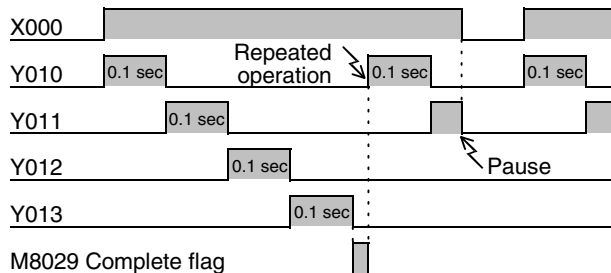 X000
Y010
0.1 sec
Repeated
operation
0.1 sec
0.1 sec
Y011
0.1 sec
Pause
Y012
0.1 sec
Y013
0.1 sec
M8029 Complete flag